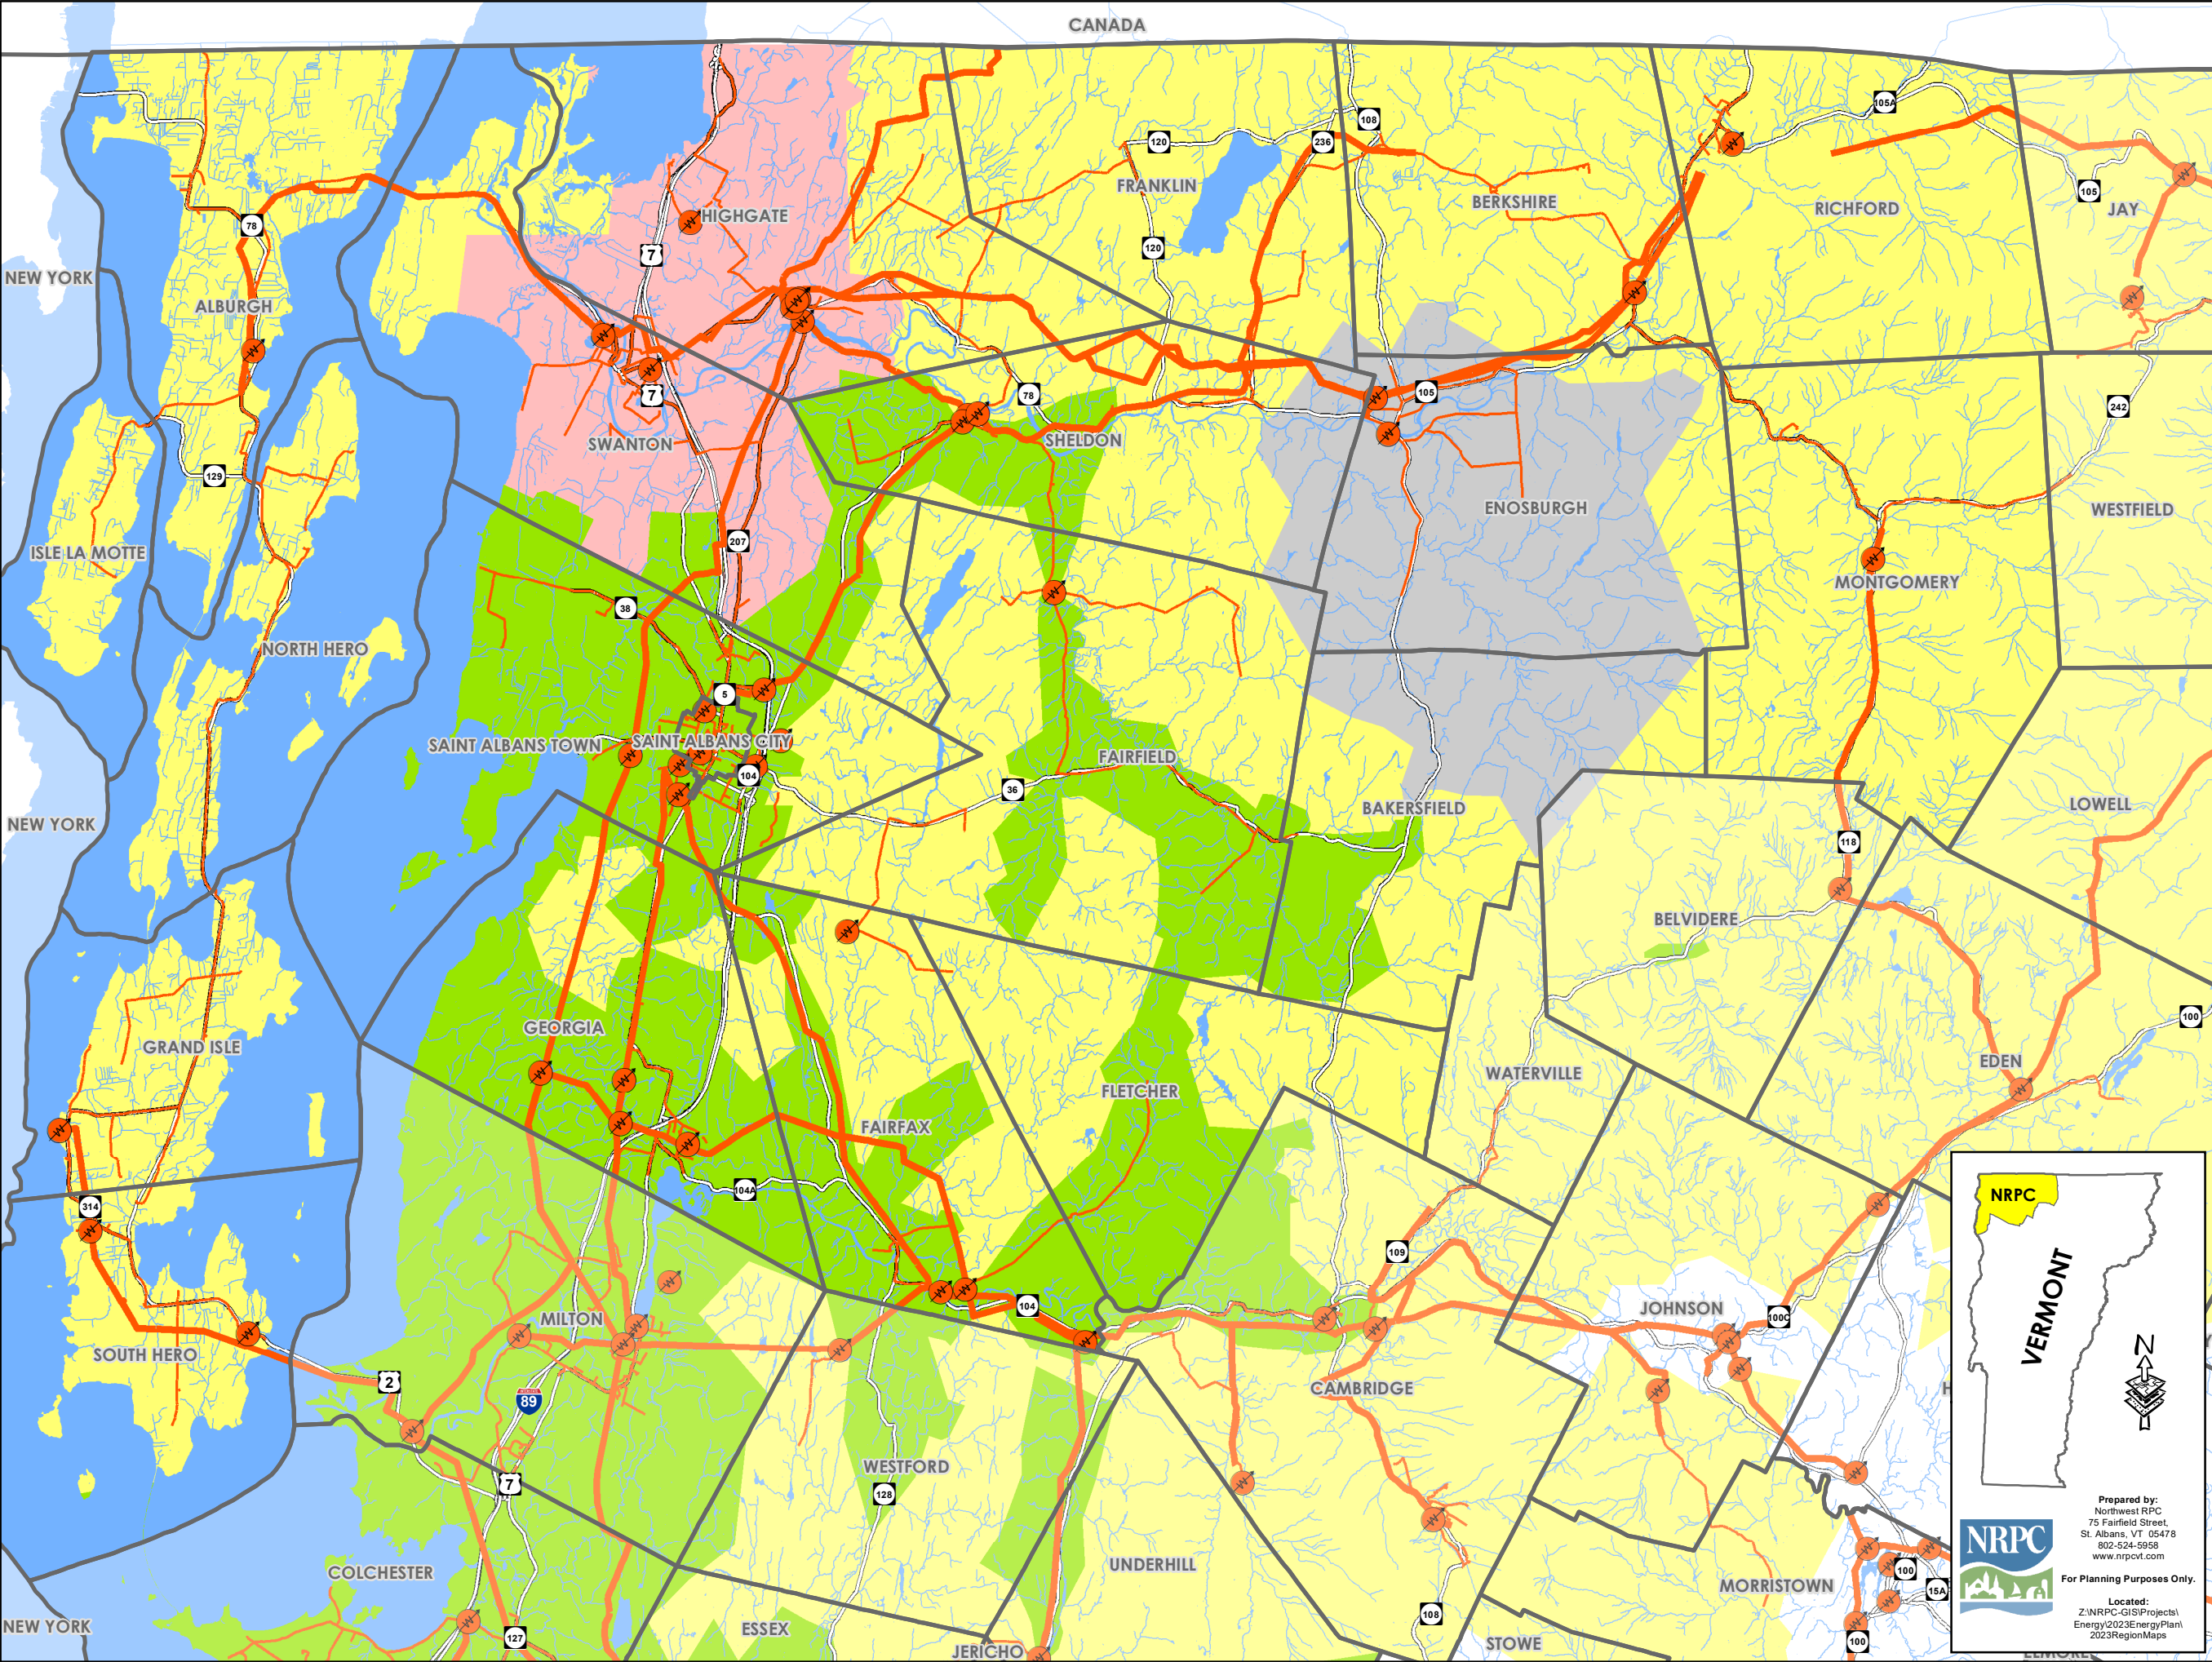 CANADA
105A
108
120
236
FRANKLIN
105
BERKSHIRE
RICHFORD
JAY
HIGHGATE
78
120
7
NEW YORK
ALBURGH
7
78
105
242
SWANTON
SHELDON
129
ENOSBURGH
WESTFIELD
207
ISLE LA MOTTE
MONTGOMERY
38
NORTH HERO
5
SAINT ALBANS TOWN
SAINT ALBANS CITY
FAIRFIELD
104
36
BAKERSFIELD
LOWELL
NEW YORK
118
BELVIDERE
100
GEORGIA
GRAND ISLE
EDEN
WATERVILLE
FLETCHER
FAIRFAX
104A
314
109
104
JOHNSON
100C
MILTON
SOUTH HERO
2
CAMBRIDGE
89
WESTFORD
7
128
UNDERHILL
COLCHESTER
MORRISTOWN
100
15A
108
NEW YORK
ESSEX
127
STOWE
JERICHO
100
NRPC
VERMONT
N
NRPC
Prepared by:
Northwest RPC
75 Fairfield Street,
St. Albans, VT 05478
802-524-5958
www.nrpcvt.com
For Planning Purposes Only.
Located:
Z:\NRPC-GIS\Projects\
Energy\2023EnergyPlan\
2023RegionMaps